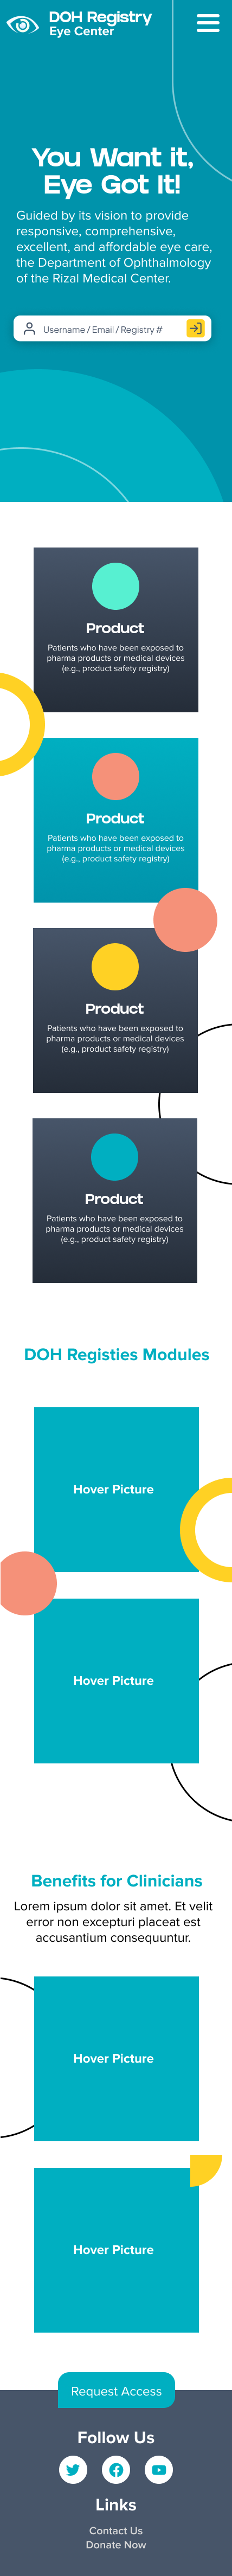 DOH Registry
Eye Center
You Want it,
Eye Got It!
Guided by its vision to provide
responsive, comprehensive,
excellent, and affordable eye care,
the Department of Ophthalmology
of the Rizal Medical Center.
Username / Email / Registry #
Product
Patients who have been exposed to
pharma products or medical devices
(e.g., product safety registry)
Product
Patients who have been exposed to
pharma products or medical devices
(e.g., product safety registry)
Product
Patients who have been exposed to
pharma products or medical devices
(e.g., product safety registry)
Product
Patients who have been exposed to
pharma products or medical devices
(e.g., product safety registry)
DOH Registies Modules
Hover Picture
Hover Picture
Benefits for Clinicians
Lorem ipsum dolor sit amet. Et velit
error non excepturi placeat est
accusantium consequuntur.
Hover Picture
Hover Picture
Request Access
Follow Us
Links
Contact Us
Donate Now